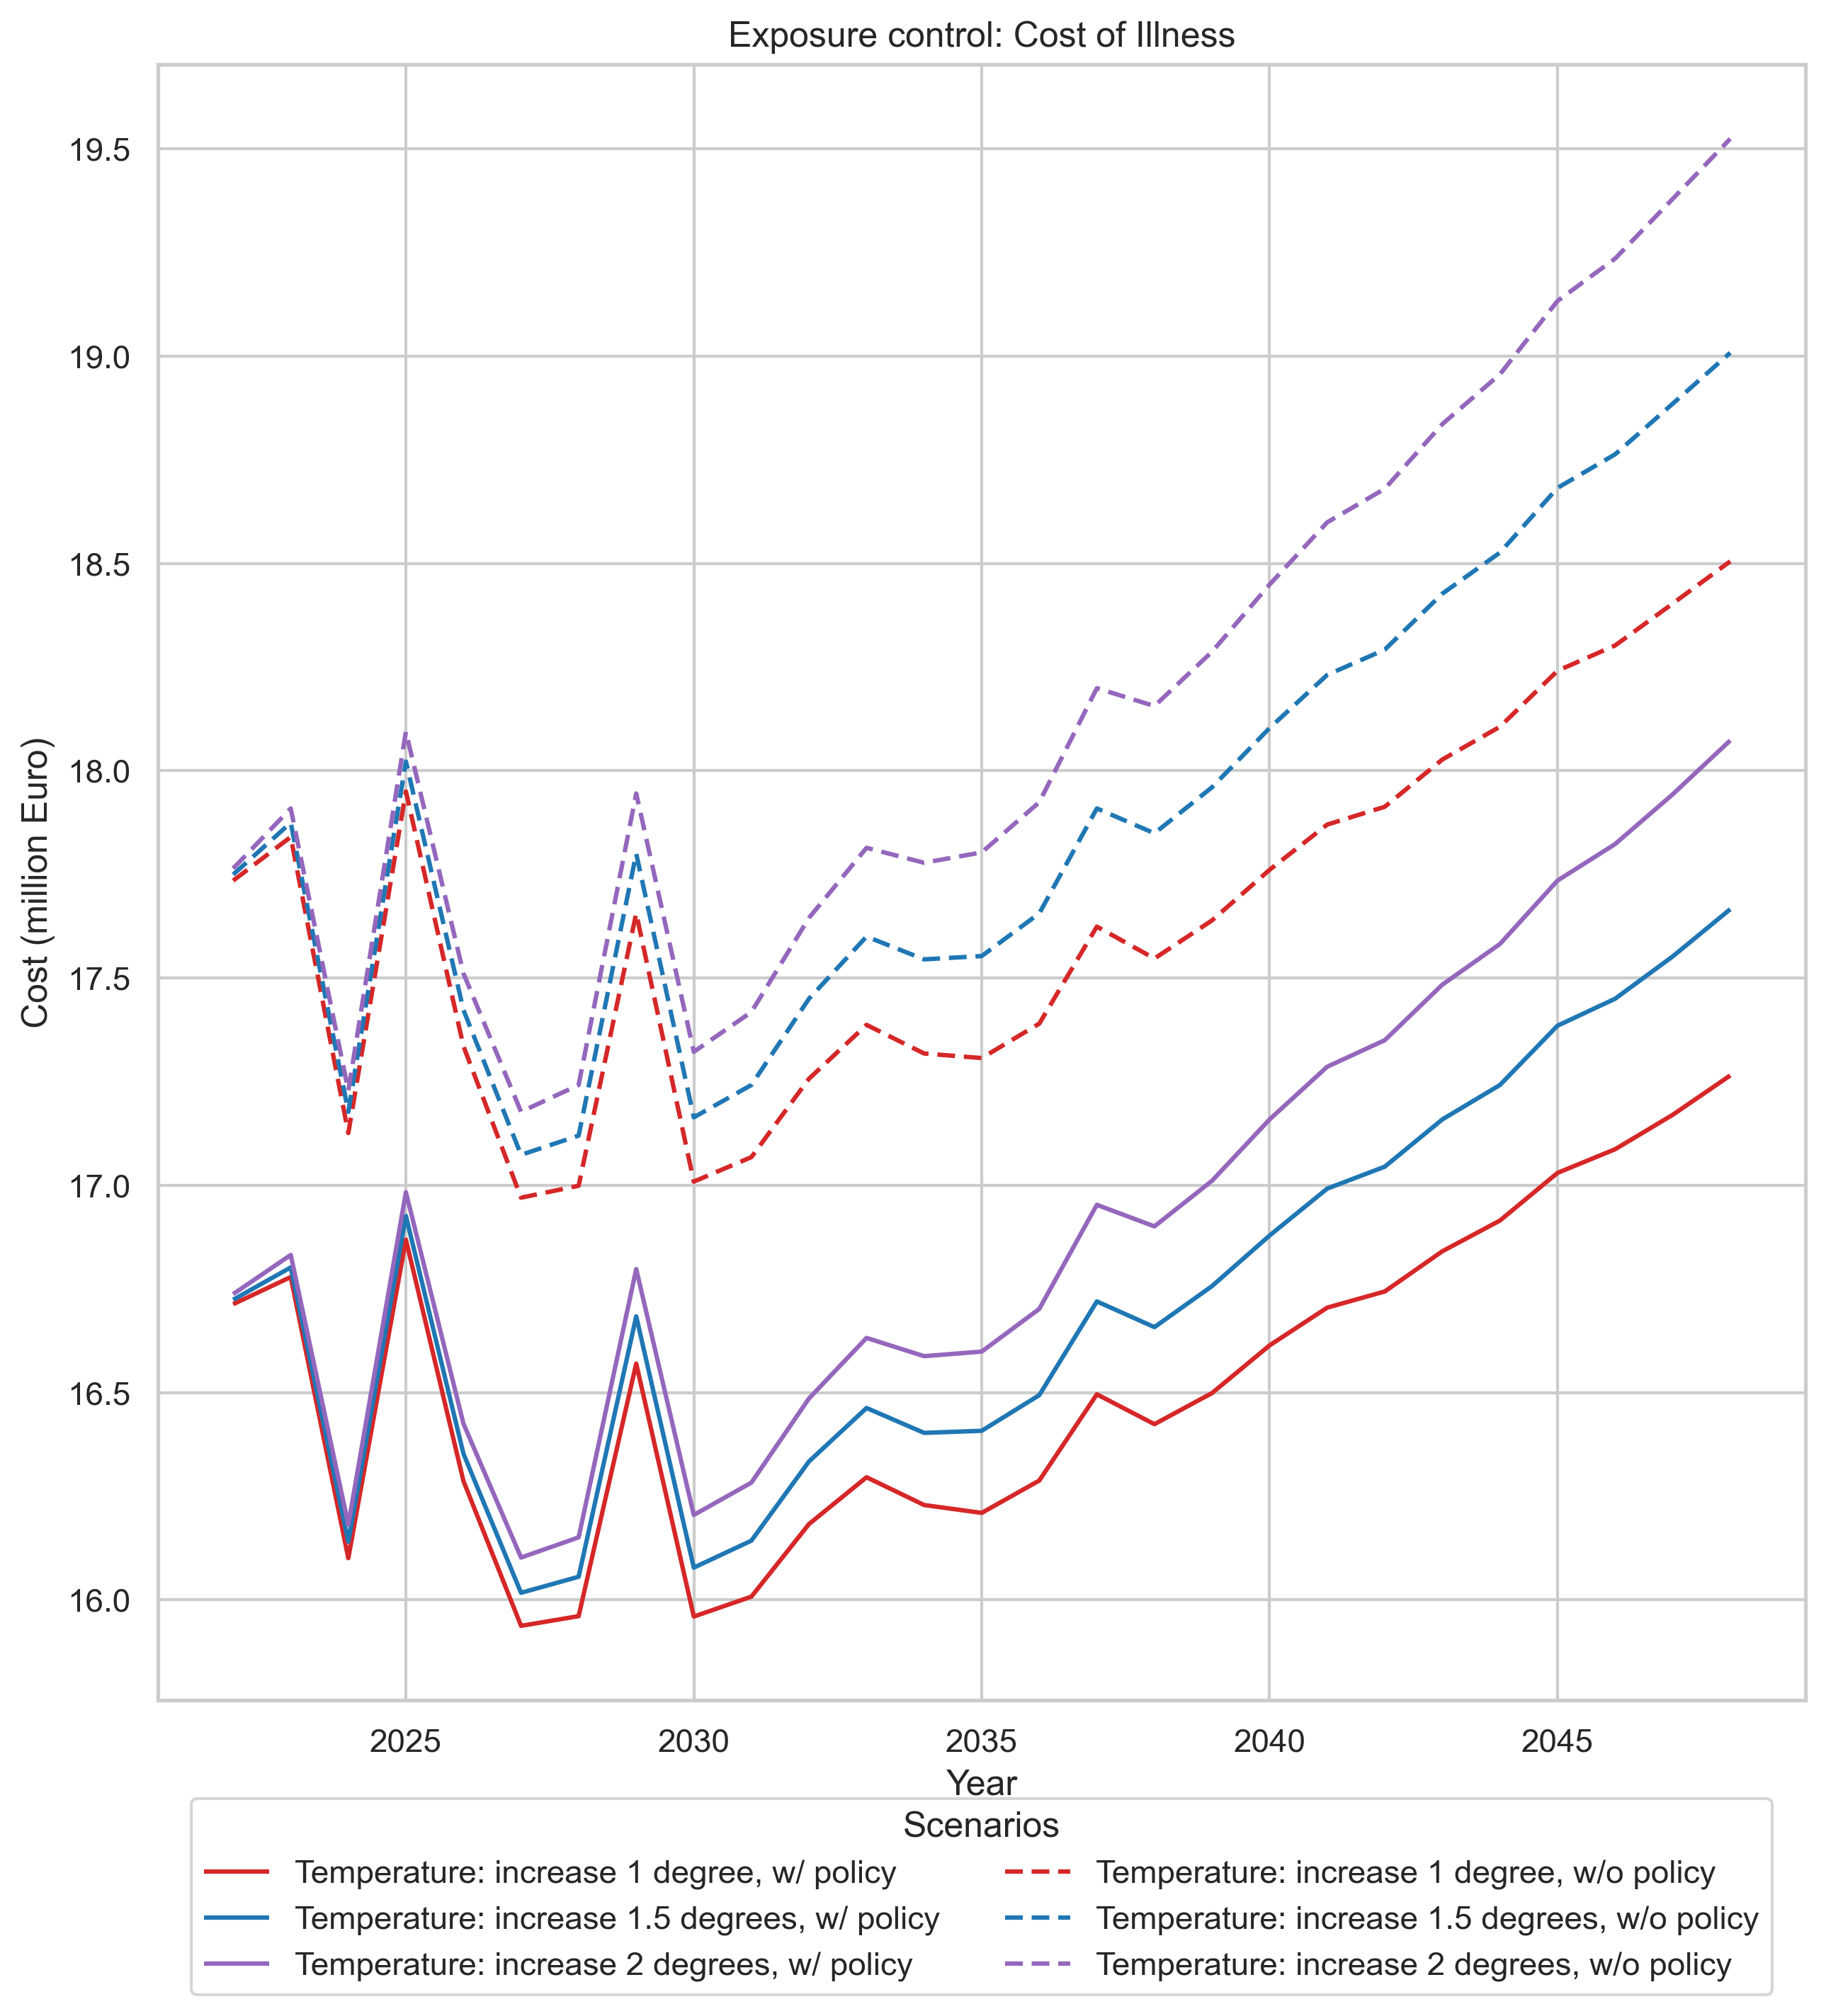 Exposure control: Cost of Illness
19.5
19.0
18.5
18.0
17.5
17.0
16.5
16.0
Cost (million Euro)
2025 2030 2035 2040 2045
Year
Scenarios
Temperature: increase 1 degree, w/ policy
Temperature: increase 1.5 degrees, w/ policy
Temperature: increase 2 degrees, w/ policy
Temperature: increase 1 degree, w/o policy
Temperature: increase 1.5 degrees, w/o policy
Temperature: increase 2 degrees, w/o policy